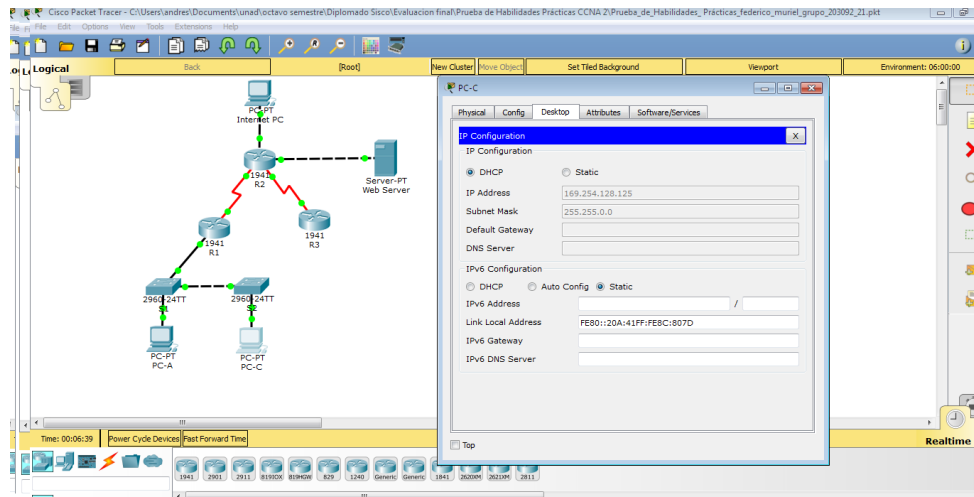 Cisco Packet Tracer - C:\Users\andres\Documents\unad\octavo semestre\Diplomado Sisco\Evaluacion final\Prueba de Habilidades Prácticas CCNA 2\Prueba_de_Habilidades_ Prácticas_federico_muriel_grupo_203092_21.pkt
File Edit Options View Tools Extensions Help
Logical
Back
[Root]
New Cluster
Move Object
Set Tiled Background
Viewport
Environment: 06:00:00
PC-PT
Internet PC
1941
R2
Server-PT
Web Server
1941
R1
1941
R3
2960-24TT
S1
2960-24TT
S2
PC-PT
PC-A
PC-PT
PC-C
PC-C
Physical Config Desktop Attributes Software/Services
IP Configuration
X
IP Configuration
DHCP Static
IP Address 169.254.128.125
Subnet Mask 255.255.0.0
Default Gateway
DNS Server
IPv6 Configuration
DHCP Auto Config Static
IPv6 Address /
Link Local Address FE80::20A:41FF:FE8C:807D
IPv6 Gateway
IPv6 DNS Server
Top
Time: 00:06:39
Power Cycle Devices
Fast Forward Time
Realtime
1941 2901 2911 819IOX 819HGW 829 1240 Generic Generic 1841 2620XM 2621XM 2811